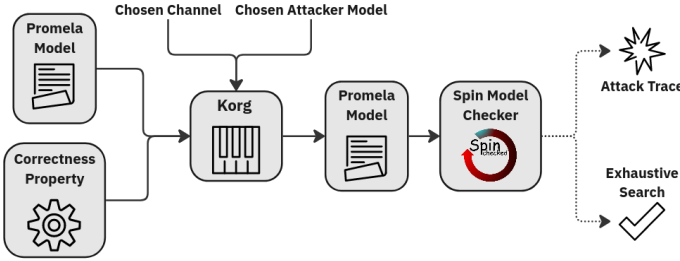 Chosen Channel
Chosen Attacker Model
Promela
Model
Correctness
Property
Korg
Promela
Model
Spin Model
Checker
Spin
checked
Attack Trace
Exhaustive
Search